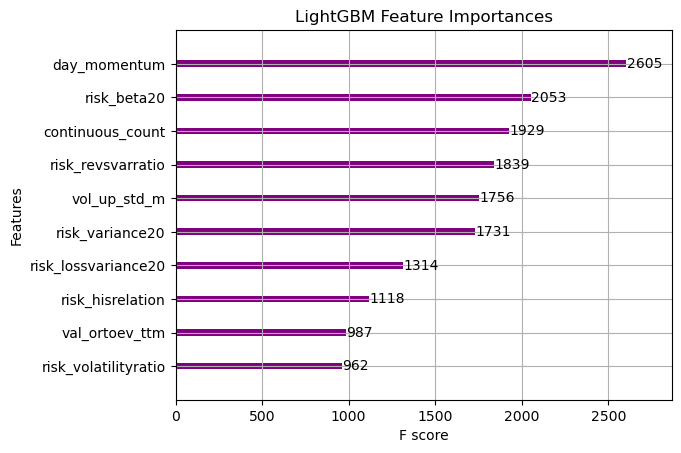 LightGBM Feature Importances
Features
day_momentum 2605
risk_beta20 2053
continuous_count 1929
risk_revsvarratio 1839
vol_up_std_m 1756
risk_variance20 1731
risk_lossvariance20 1314
risk_hisrelation 1118
val_ortoev_ttm 987
risk_volatilityratio 962
0 500 1000 1500 2000 2500
F score